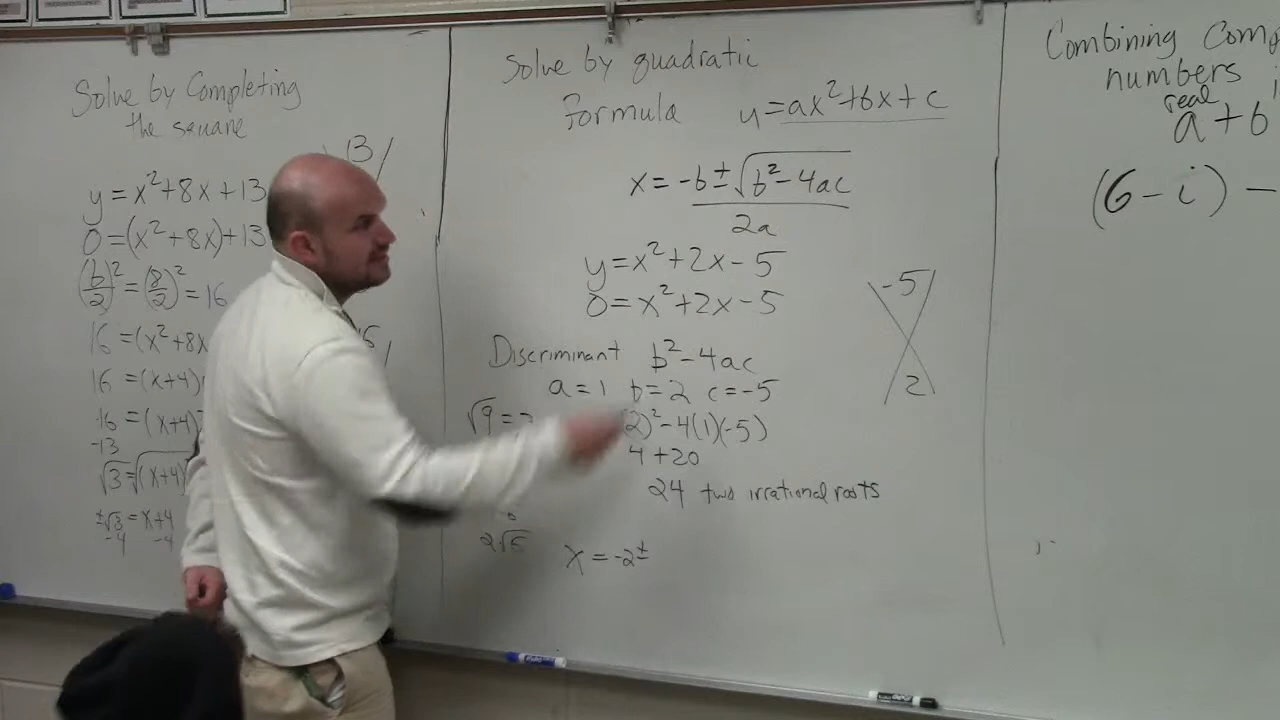 Solve by Completing
the square
13
y = x²+8x+13
0 =(x²+8x)+13
(b/2)² = (8/2)² = 16
16 =(x²+8x
16 =(x+4)
16 =(x+4)
-13
√3=√(x+4)
±√3 = x+4
-4 -4
Solve by quadratic
formula y = ax²+bx+c
x = -b±√b²-4ac
2a
y = x²+2x-5
0 = x²+2x-5
-5
2
Discriminant b²-4ac
a = 1 b = 2 c = -5
√9 =
(2)²-4(1)(-5)
4 +20
24 two irrational roots
2√6
x = -2±
Combining
numbers
real
a + b
(6-i) -